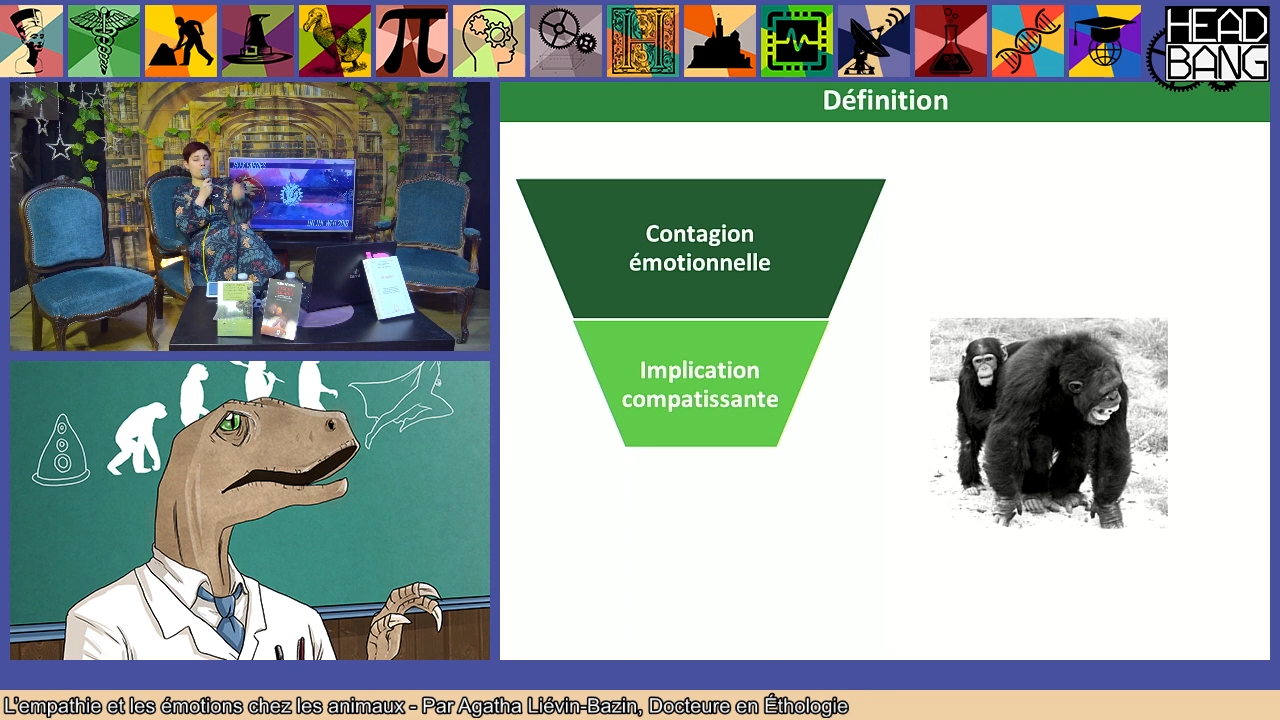 HEAD
BANG
Définition
Contagion
émotionnelle
Implication
compatissante
L'empathie et les émotions chez les animaux - Par Agatha Liévin-Bazin, Docteure en Éthologie